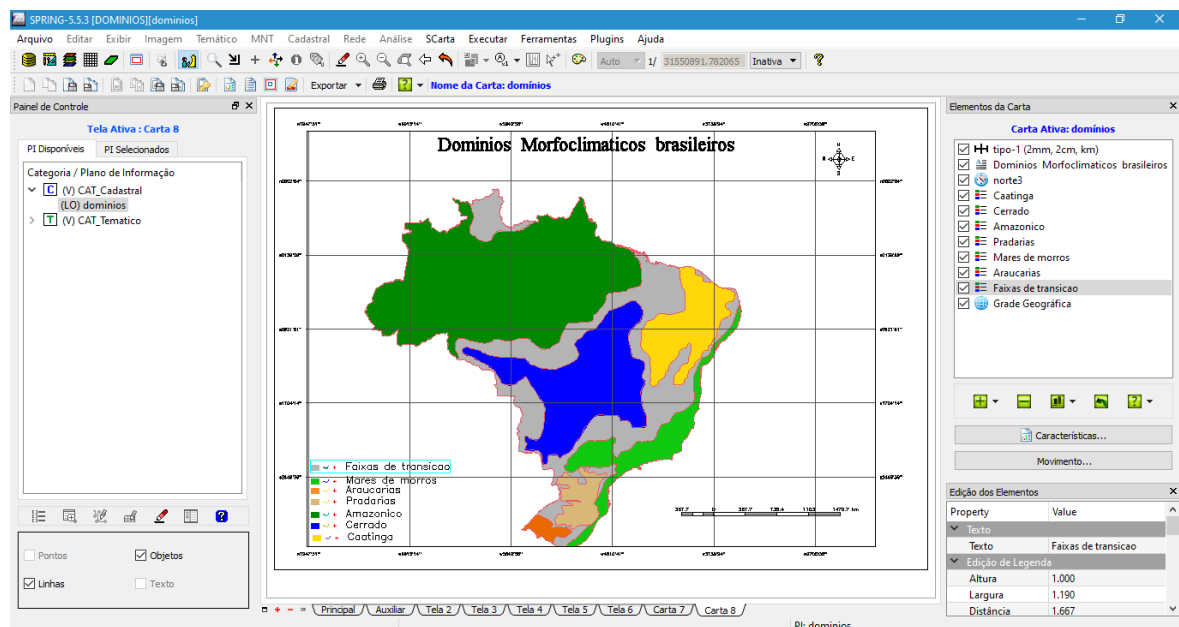 SPRING-5.5.3 [DOMINIOS][dominios]
Arquivo Editar Exibir Imagem Temático MNT Cadastral Rede Análise SCarta Executar Ferramentas Plugins Ajuda
Auto 1/ 31550891.782065 Inativa
Exportar Nome da Carta: domínios
Painel de Controle
Tela Ativa : Carta 8
PI Disponíveis PI Selecionados
Categoria / Plano de Informação
C (V) CAT_Cadastral
(LO) dominios
T (V) CAT_Tematico
Pontos Objetos
Linhas Texto
Dominios Morfoclimaticos brasileiros
Faixas de transicao
Mares de morros
Araucarias
Pradarias
Amazonico
Cerrado
Caatinga
Principal Auxiliar Tela 2 Tela 3 Tela 4 Tela 5 Tela 6 Carta 7 Carta 8
Elementos da Carta
Carta Ativa: domínios
tipo-1 (2mm, 2cm, km)
Dominios Morfoclimaticos brasileiros
norte3
Caatinga
Cerrado
Amazonico
Pradarias
Mares de morros
Araucarias
Faixas de transicao
Grade Geográfica
Características...
Movimento...
Edição dos Elementos
Property Value
Texto
Texto Faixas de transicao
Edição de Legenda
Altura 1.000
Largura 1.190
Distância 1.667
PI: dominios